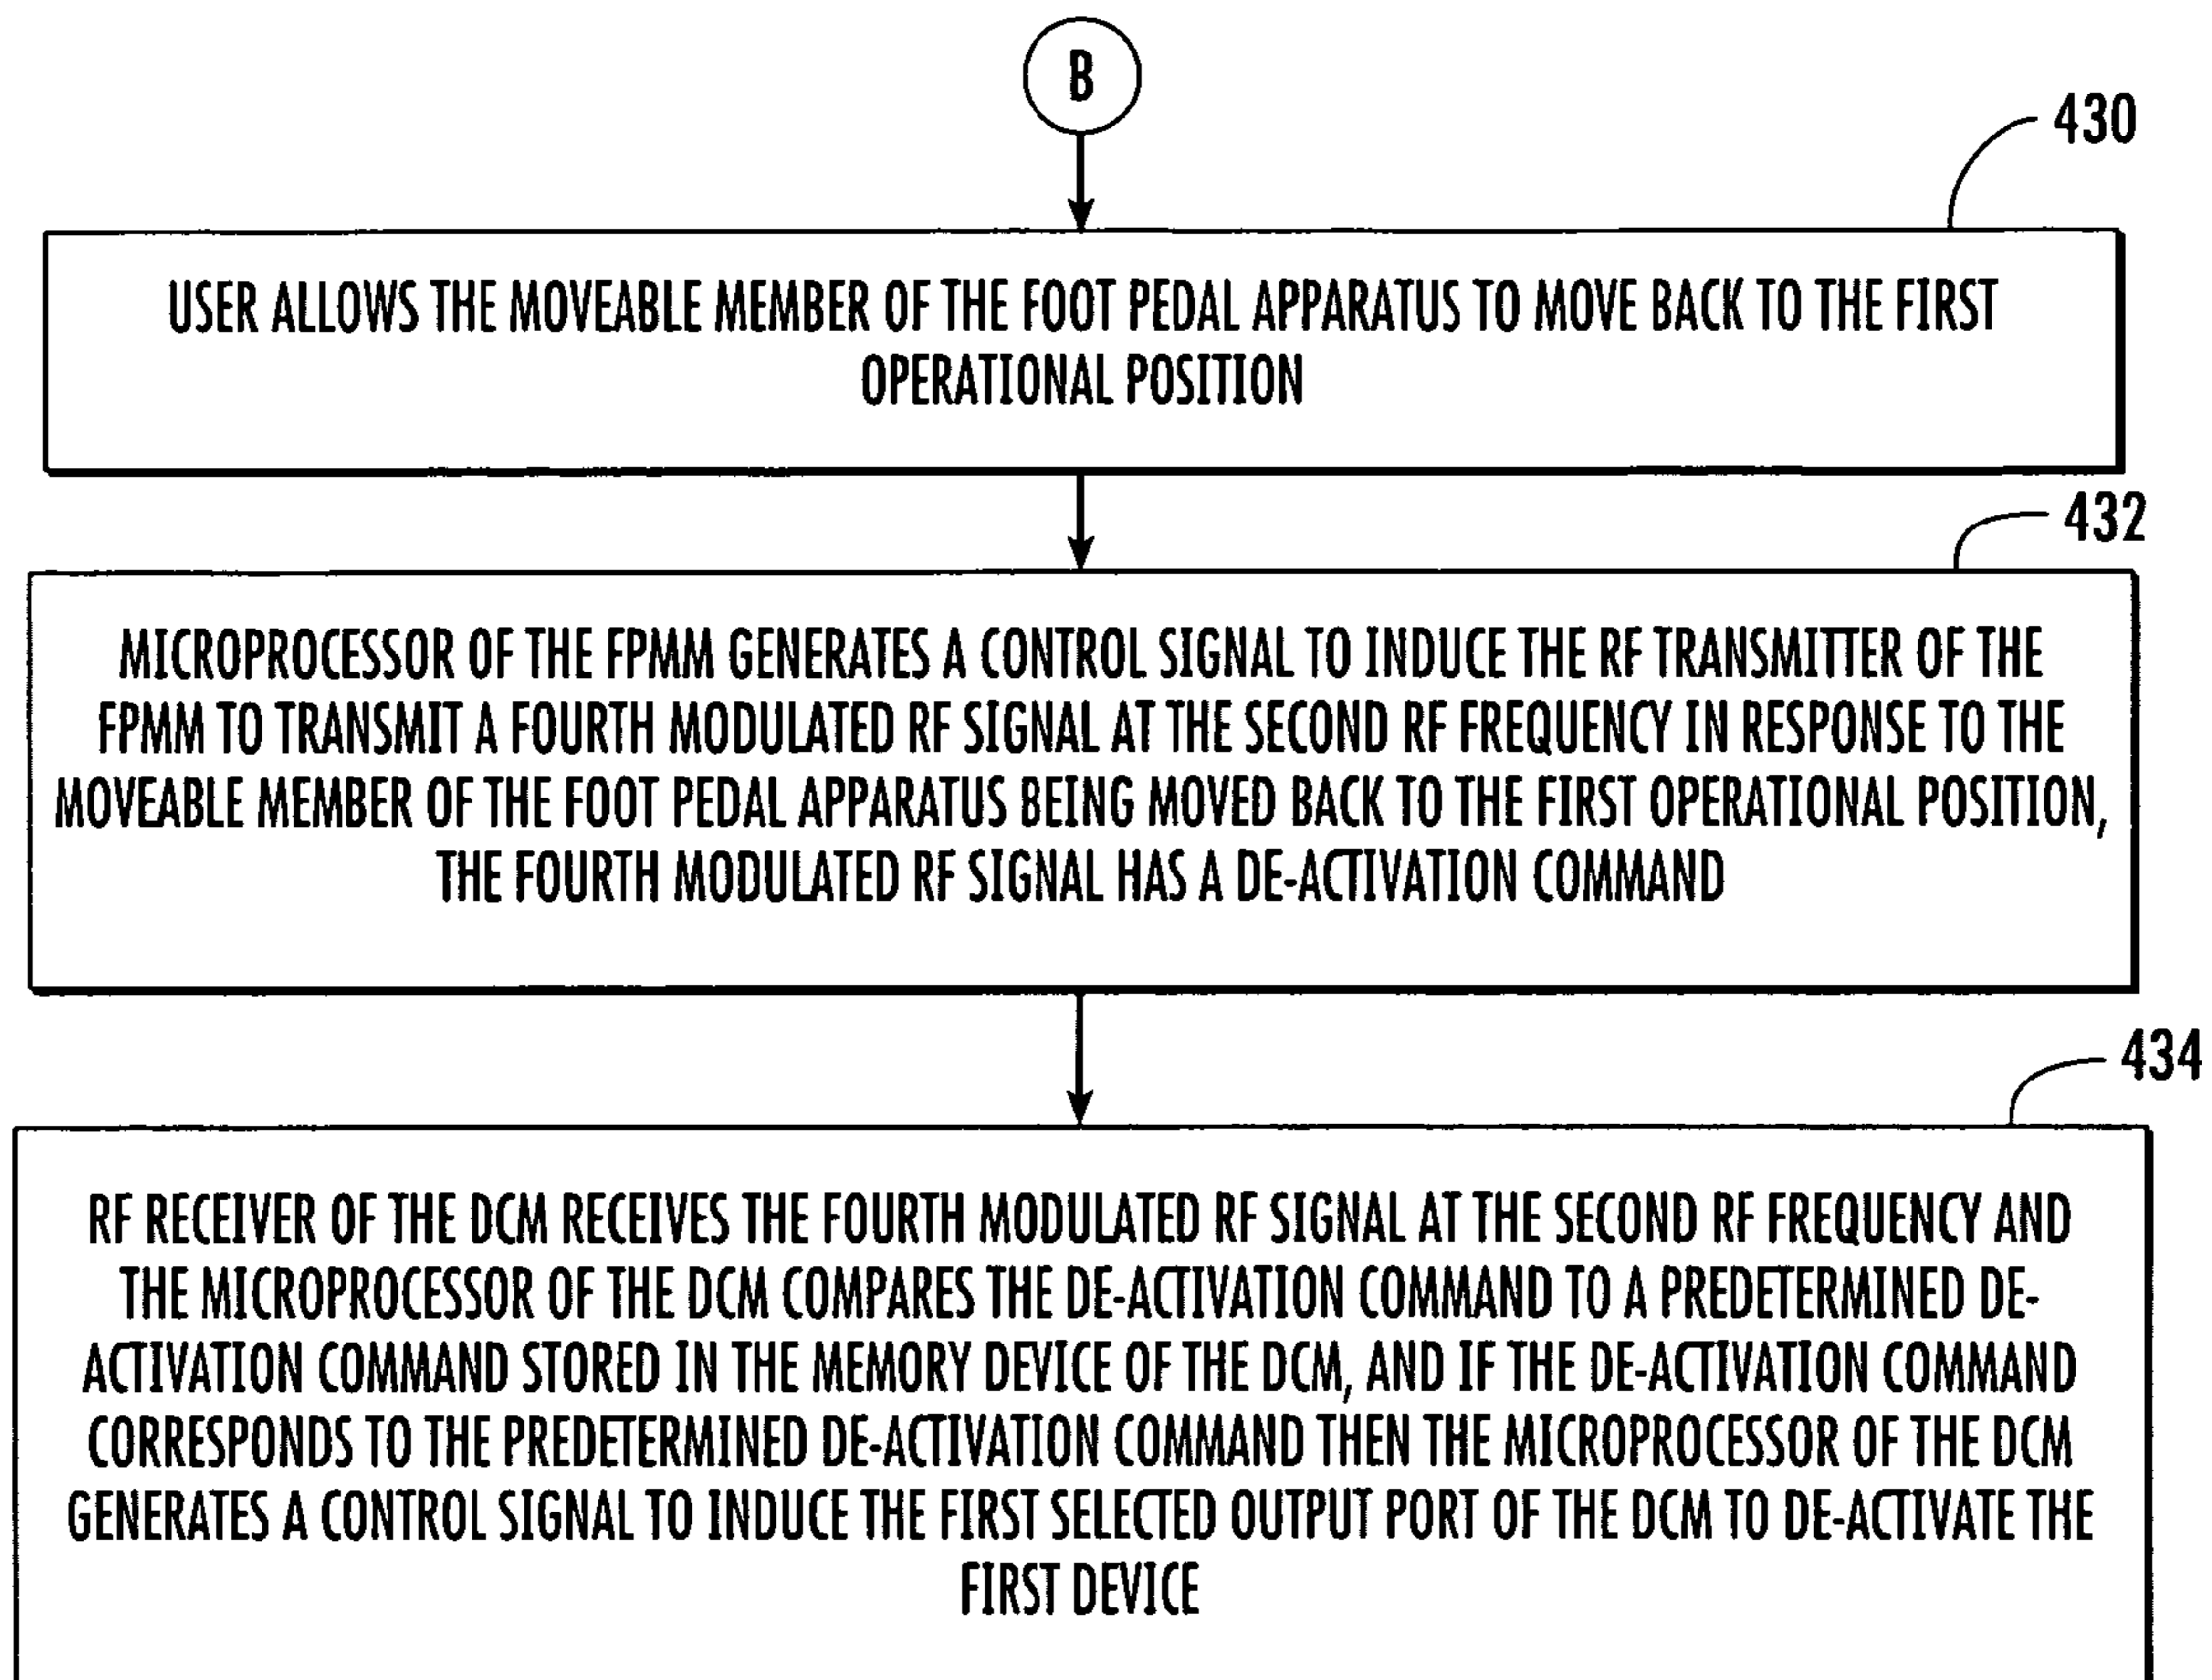 B
430
USER ALLOWS THE MOVEABLE MEMBER OF THE FOOT PEDAL APPARATUS TO MOVE BACK TO THE FIRST
OPERATIONAL POSITION
432
MICROPROCESSOR OF THE FPMM GENERATES A CONTROL SIGNAL TO INDUCE THE RF TRANSMITTER OF THE
FPMM TO TRANSMIT A FOURTH MODULATED RF SIGNAL AT THE SECOND RF FREQUENCY IN RESPONSE TO THE
MOVEABLE MEMBER OF THE FOOT PEDAL APPARATUS BEING MOVED BACK TO THE FIRST OPERATIONAL POSITION,
THE FOURTH MODULATED RF SIGNAL HAS A DE-ACTIVATION COMMAND
434
RF RECEIVER OF THE DCM RECEIVES THE FOURTH MODULATED RF SIGNAL AT THE SECOND RF FREQUENCY AND
THE MICROPROCESSOR OF THE DCM COMPARES THE DE-ACTIVATION COMMAND TO A PREDETERMINED DE-
ACTIVATION COMMAND STORED IN THE MEMORY DEVICE OF THE DCM, AND IF THE DE-ACTIVATION COMMAND
CORRESPONDS TO THE PREDETERMINED DE-ACTIVATION COMMAND THEN THE MICROPROCESSOR OF THE DCM
GENERATES A CONTROL SIGNAL TO INDUCE THE FIRST SELECTED OUTPUT PORT OF THE DCM TO DE-ACTIVATE THE
FIRST DEVICE